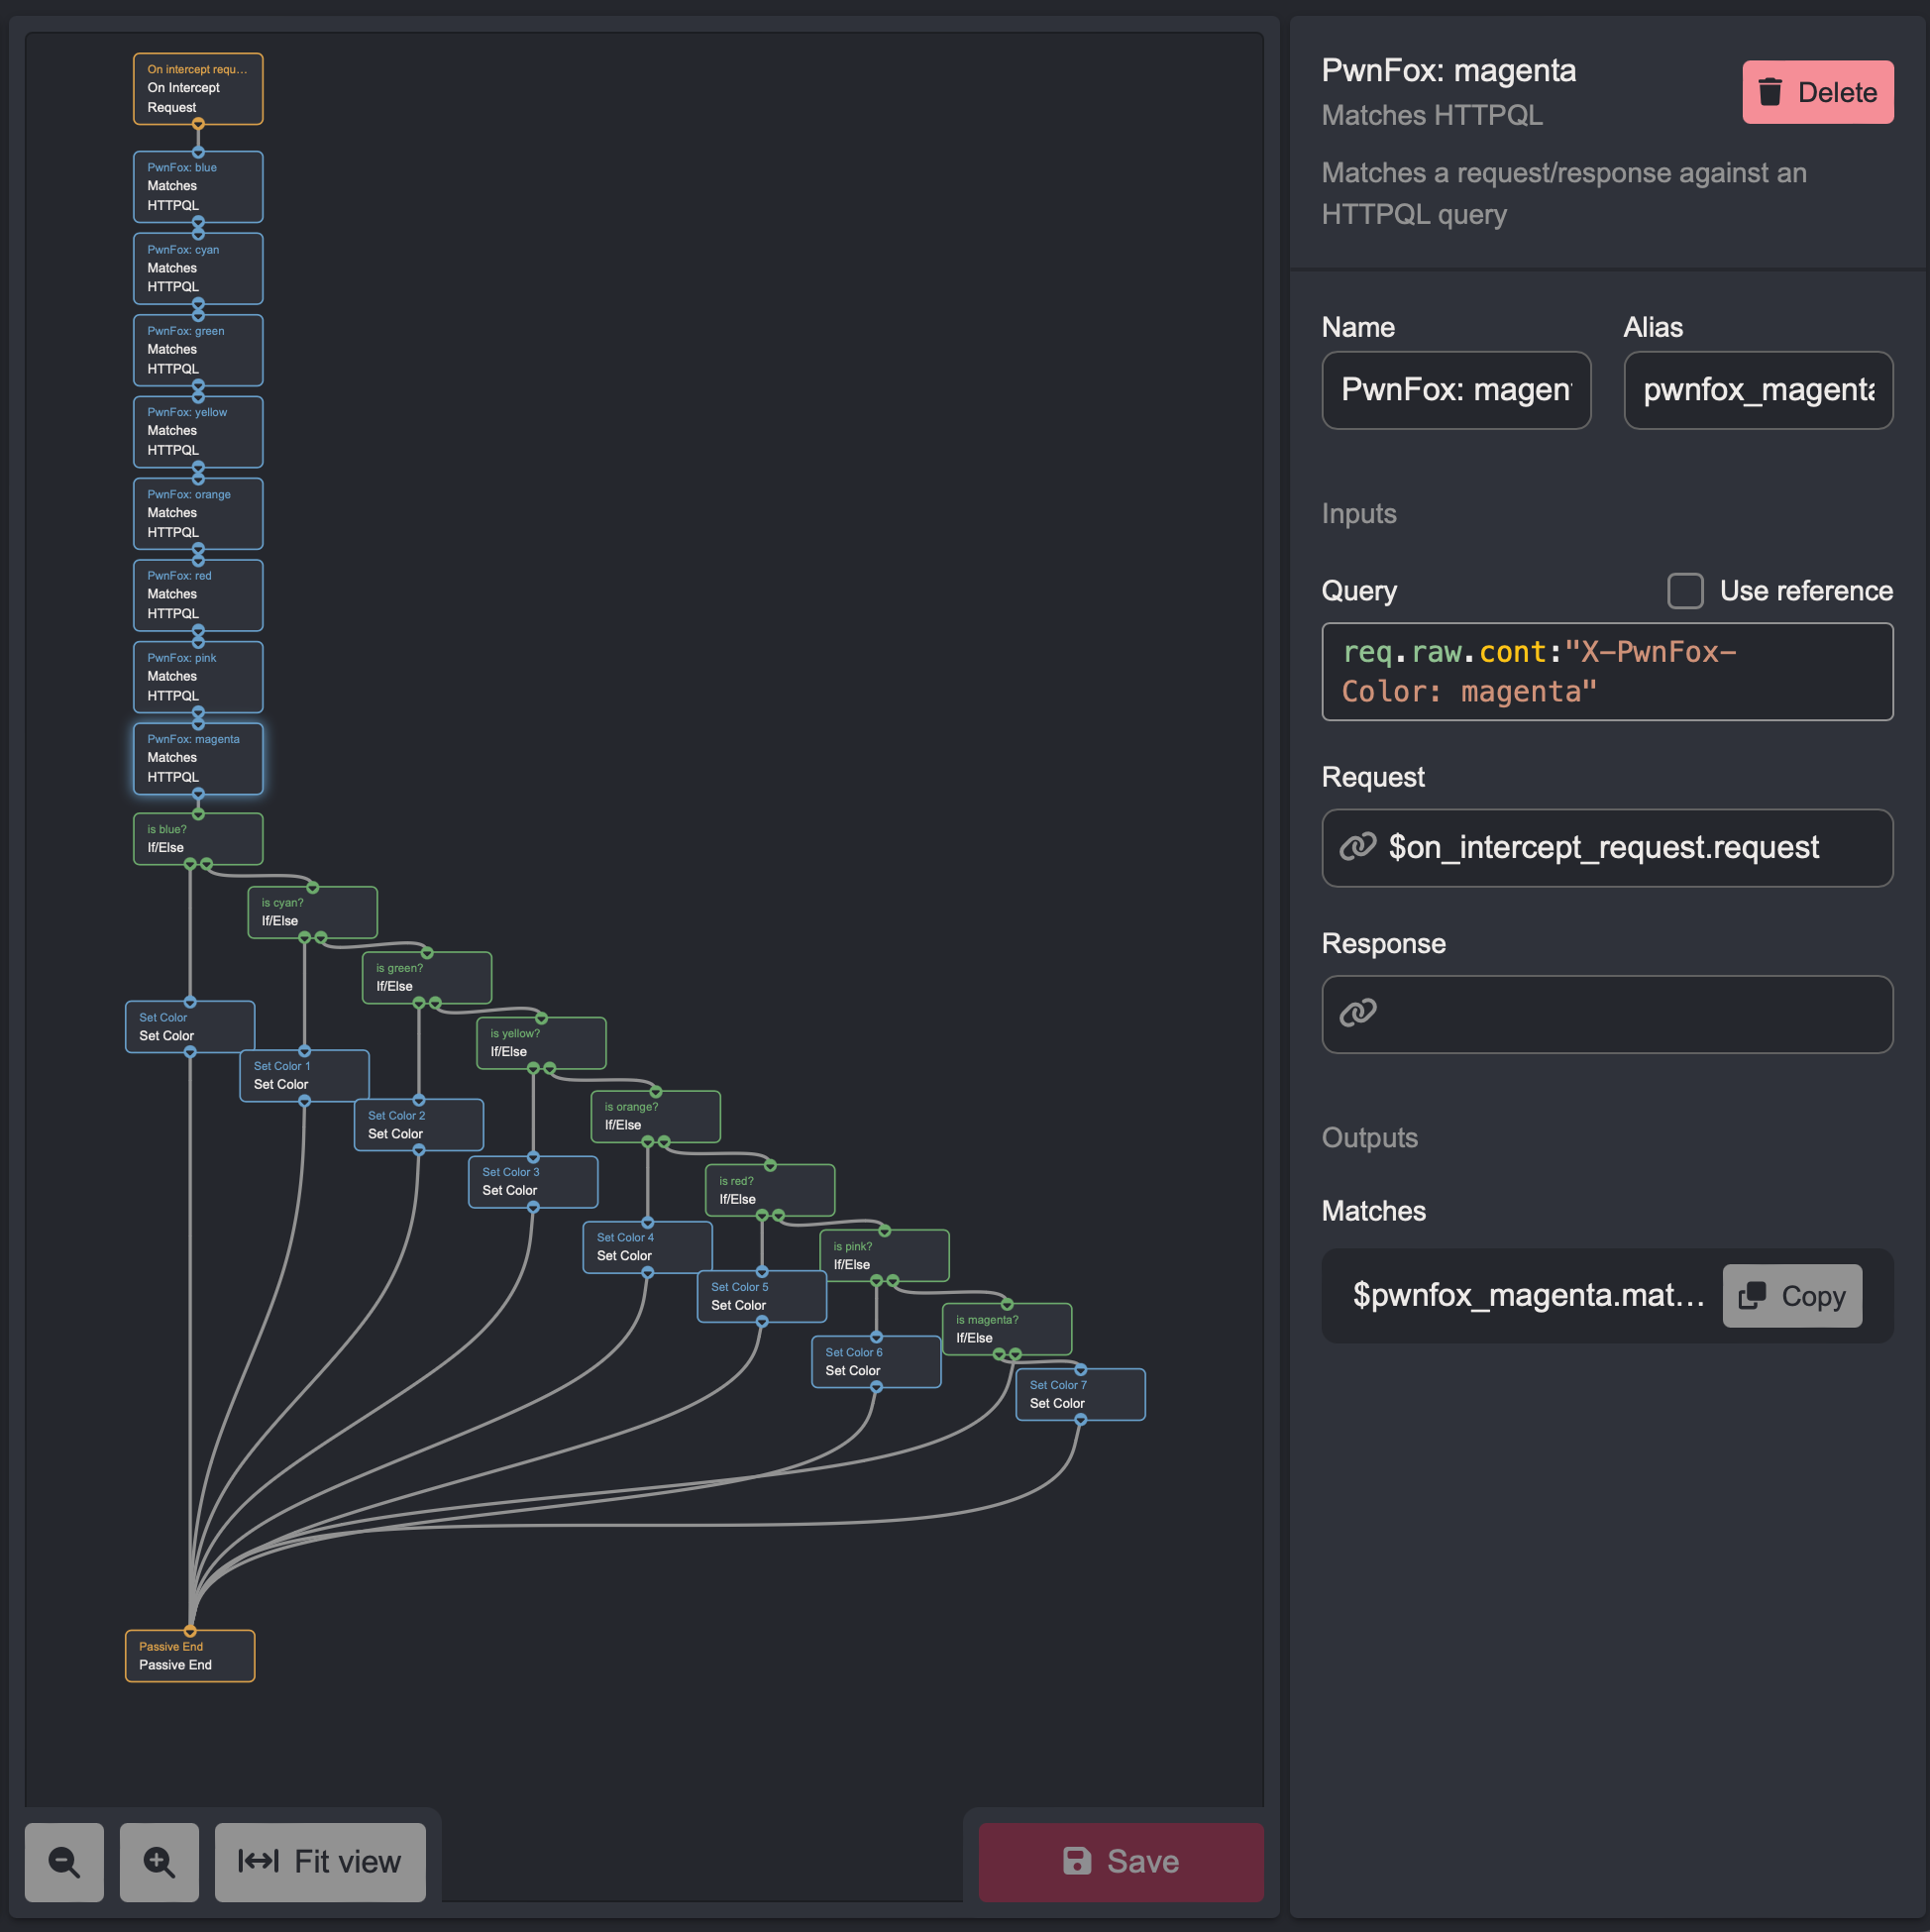 On intercept requ…
On Intercept
Request
PwnFox: blue
Matches
HTTPQL
PwnFox: cyan
Matches
HTTPQL
PwnFox: green
Matches
HTTPQL
PwnFox: yellow
Matches
HTTPQL
PwnFox: orange
Matches
HTTPQL
PwnFox: red
Matches
HTTPQL
PwnFox: pink
Matches
HTTPQL
PwnFox: magenta
Matches
HTTPQL
is blue?
If/Else
is cyan?
If/Else
is green?
If/Else
Set Color
Set Color
is yellow?
If/Else
Set Color 1
Set Color
Set Color 2
Set Color
is orange?
If/Else
Set Color 3
Set Color
is red?
If/Else
Set Color 4
Set Color
is pink?
If/Else
Set Color 5
Set Color
is magenta?
If/Else
Set Color 6
Set Color
Set Color 7
Set Color
Passive End
Passive End
Fit view
Save
PwnFox: magenta
Matches HTTPQL
Delete
Matches a request/response against an
HTTPQL query
Name
Alias
PwnFox: magen
pwnfox_magenta
Inputs
Query
Use reference
req.raw.cont:"X-PwnFox-
Color: magenta"
Request
$on_intercept_request.request
Response
Outputs
Matches
$pwnfox_magenta.mat…
Copy